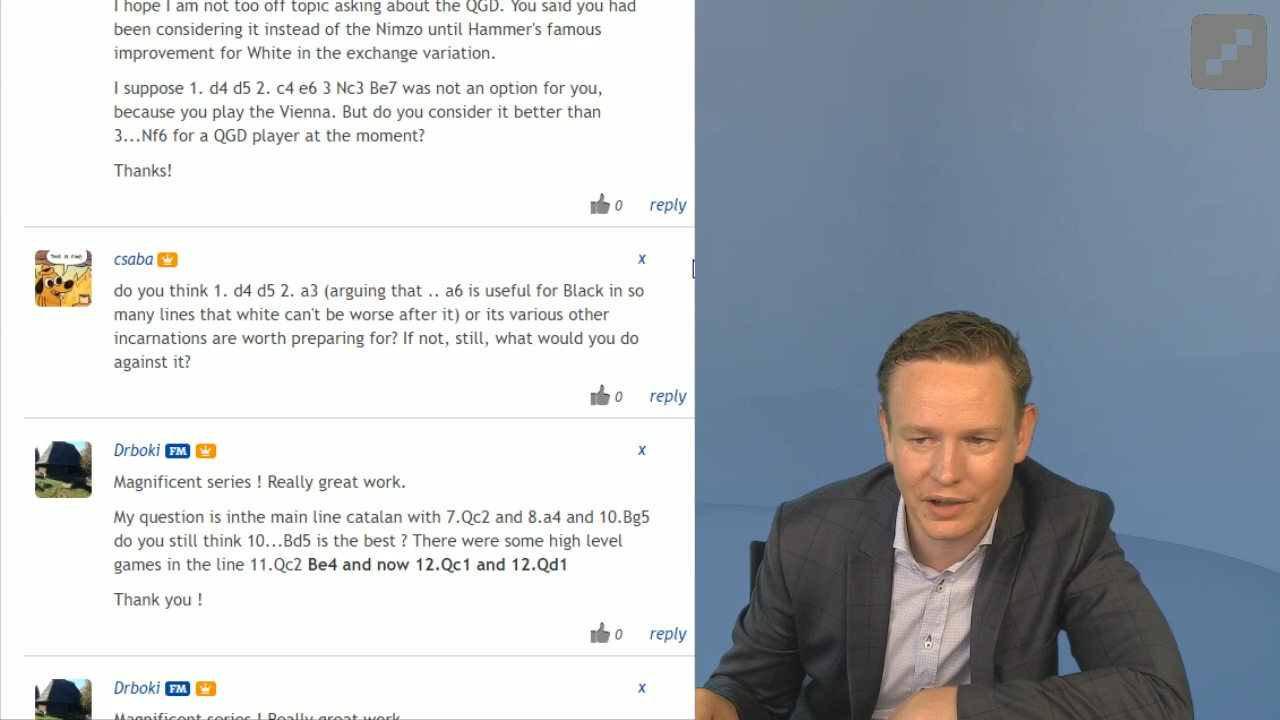 I hope I am not too off topic asking about the QGD. You said you had
been considering it instead of the Nimzo until Hammer's famous
improvement for White in the exchange variation.
I suppose 1. d4 d5 2. c4 e6 3 Nc3 Be7 was not an option for you,
because you play the Vienna. But do you consider it better than
3...Nf6 for a QGD player at the moment?
Thanks!
0 reply
csaba x
THIS IS FINE.
do you think 1. d4 d5 2. a3 (arguing that .. a6 is useful for Black in so
many lines that white can't be worse after it) or its various other
incarnations are worth preparing for? If not, still, what would you do
against it?
0 reply
Drboki FM x
Magnificent series ! Really great work.
My question is inthe main line catalan with 7.Qc2 and 8.a4 and 10.Bg5
do you still think 10...Bd5 is the best ? There were some high level
games in the line 11.Qc2 Be4 and now 12.Qc1 and 12.Qd1
Thank you !
0 reply
Drboki FM x
Magnificent series ! Really great work.